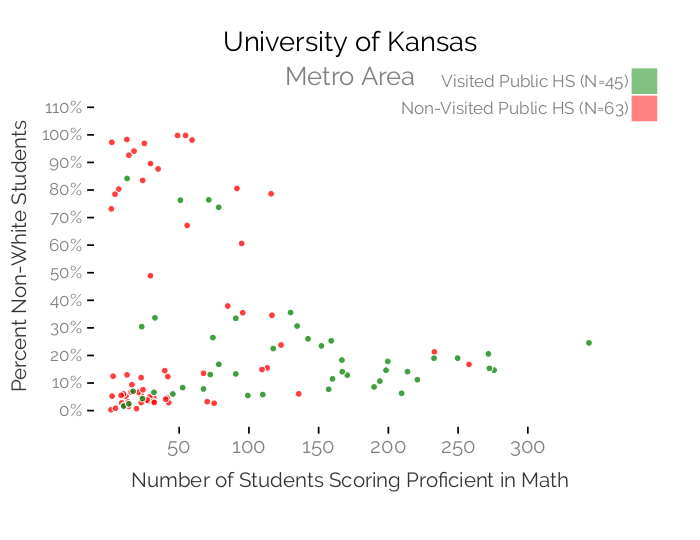 University of Kansas
Metro Area
Visited Public HS (N=45)
Non-Visited Public HS (N=63)
Percent Non-White Students
110%
100%
90%
80%
70%
60%
50%
40%
30%
20%
10%
0%
50 100 150 200 250 300
Number of Students Scoring Proficient in Math